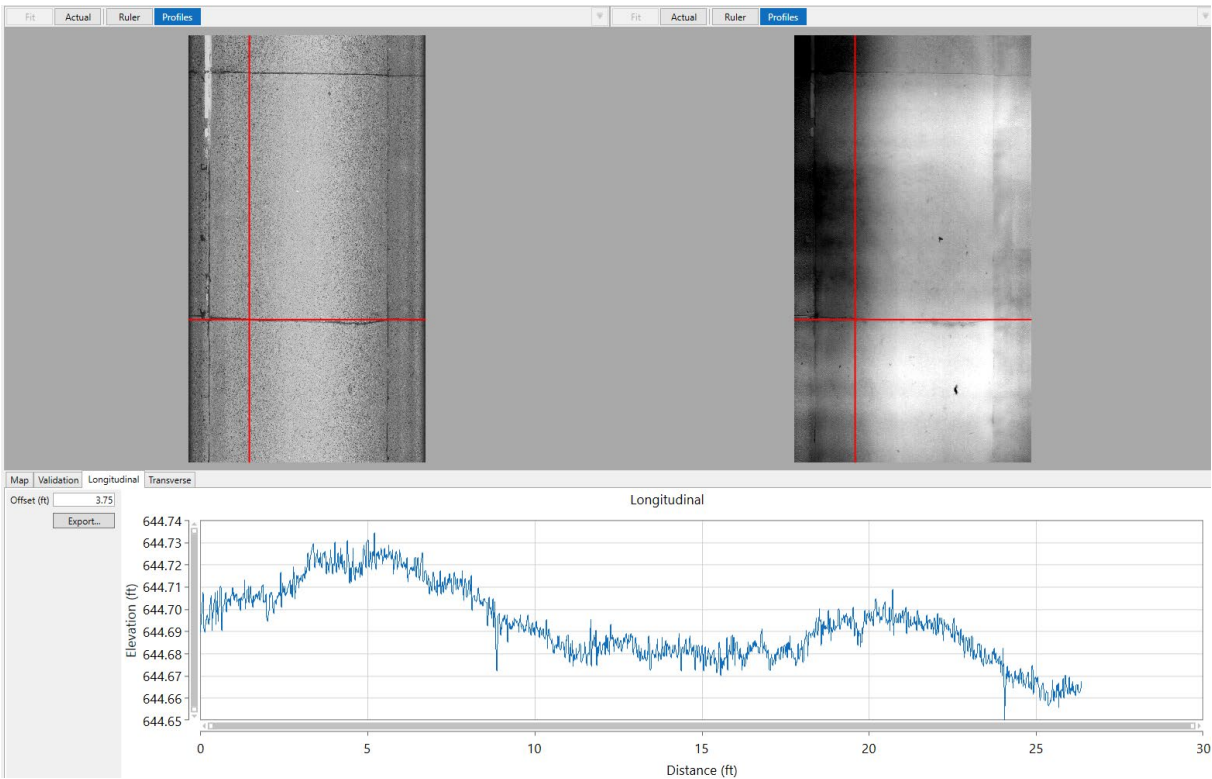 Fit Actual Ruler Profiles Fit Actual Ruler Profiles
Map Validation Longitudinal Transverse
Offset (ft) 3.75
Export...
Longitudinal
Elevation (ft)
644.74
644.73
644.72
644.71
644.70
644.69
644.68
644.67
644.66
644.65
0 5 10 15 20 25 30
Distance (ft)